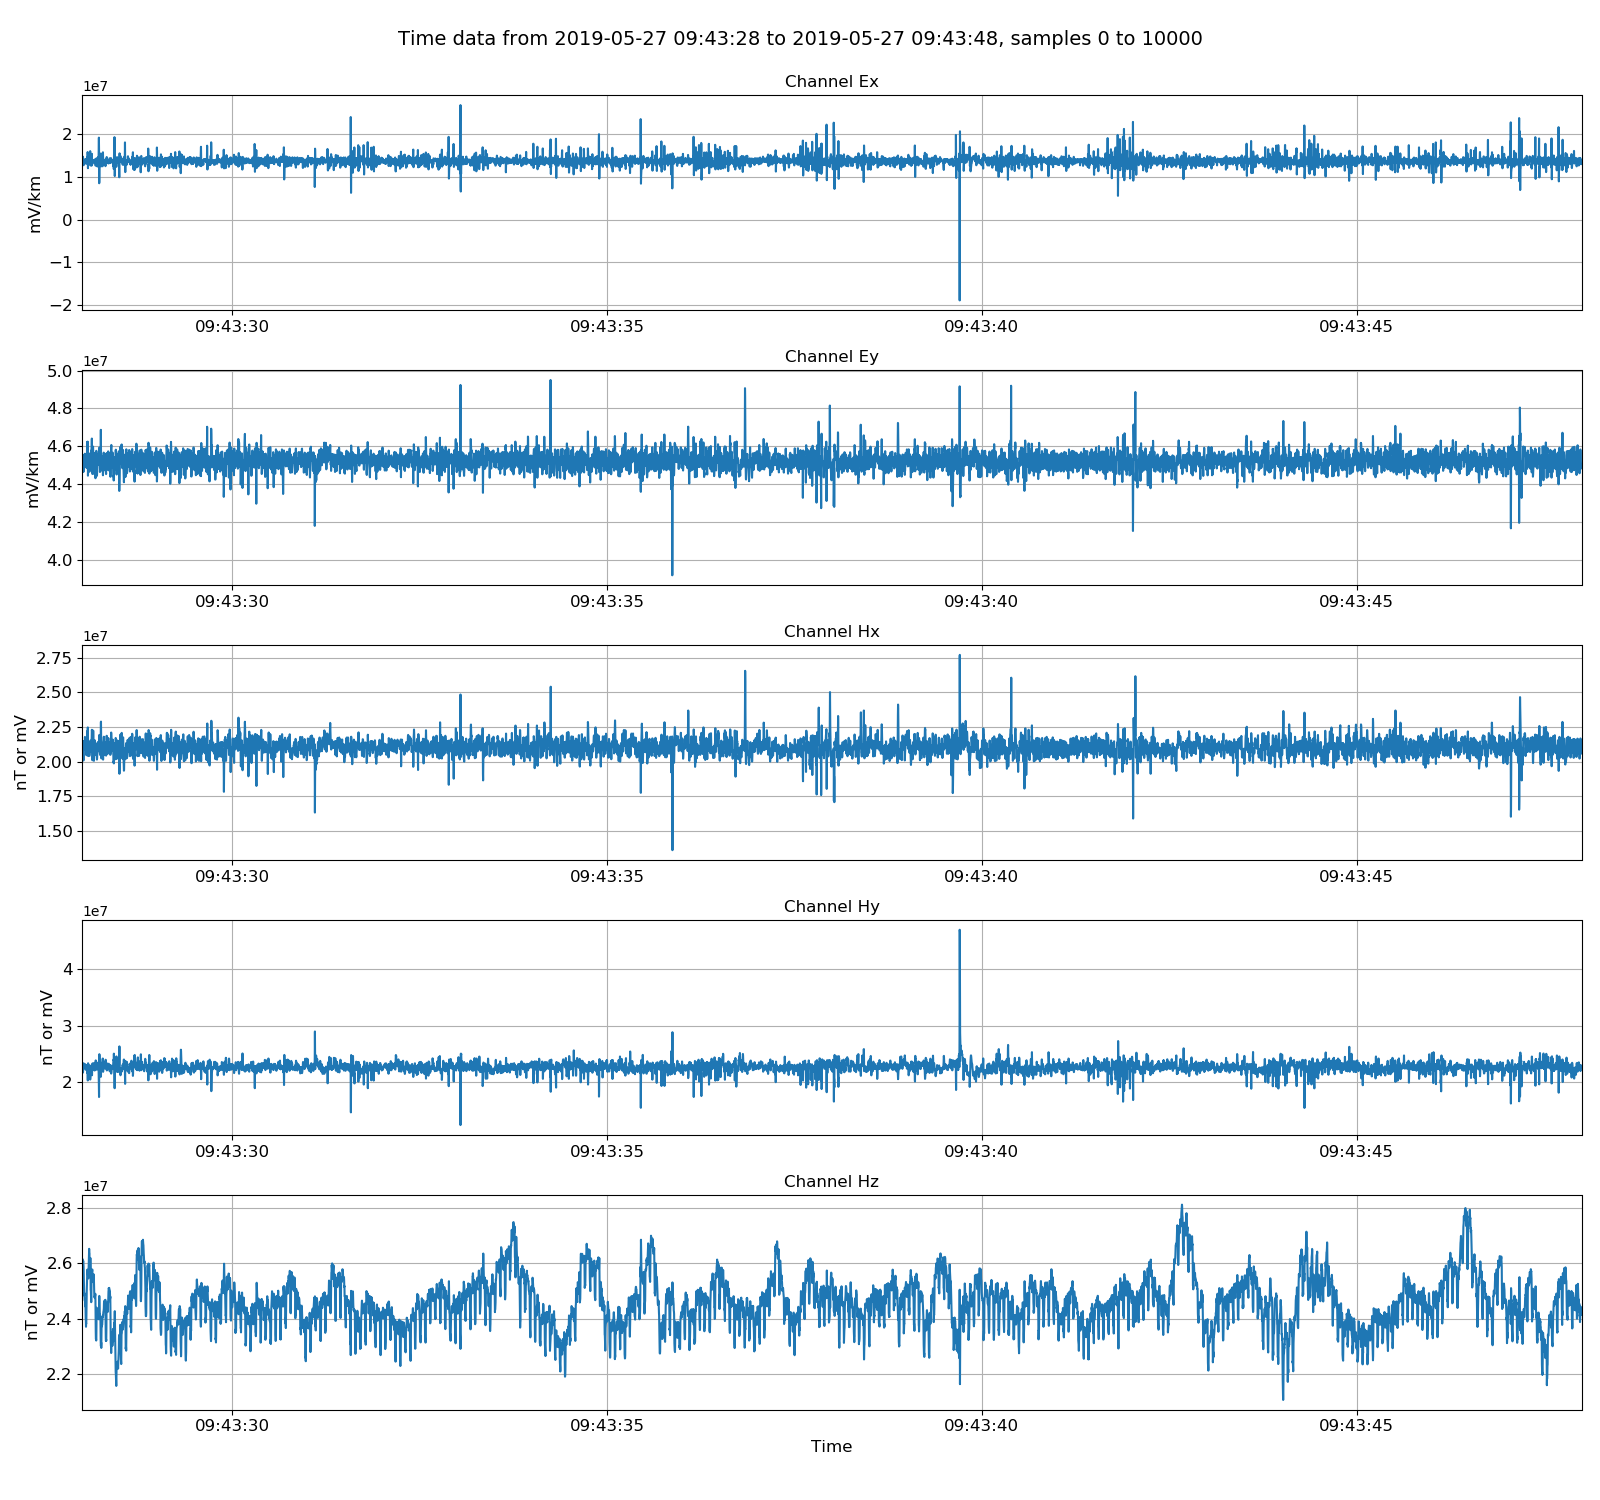 Time data from 2019-05-27 09:43:28 to 2019-05-27 09:43:48, samples 0 to 10000
Channel Ex
1e7
2
1
0
−1
−2
mV/km
09:43:30 09:43:35 09:43:40 09:43:45
Channel Ey
1e7
5.0
4.8
4.6
4.4
4.2
4.0
mV/km
09:43:30 09:43:35 09:43:40 09:43:45
Channel Hx
1e7
2.75
2.50
2.25
2.00
1.75
1.50
nT or mV
09:43:30 09:43:35 09:43:40 09:43:45
Channel Hy
1e7
4
3
2
nT or mV
09:43:30 09:43:35 09:43:40 09:43:45
Channel Hz
1e7
2.8
2.6
2.4
2.2
nT or mV
09:43:30 09:43:35 09:43:40 09:43:45
Time